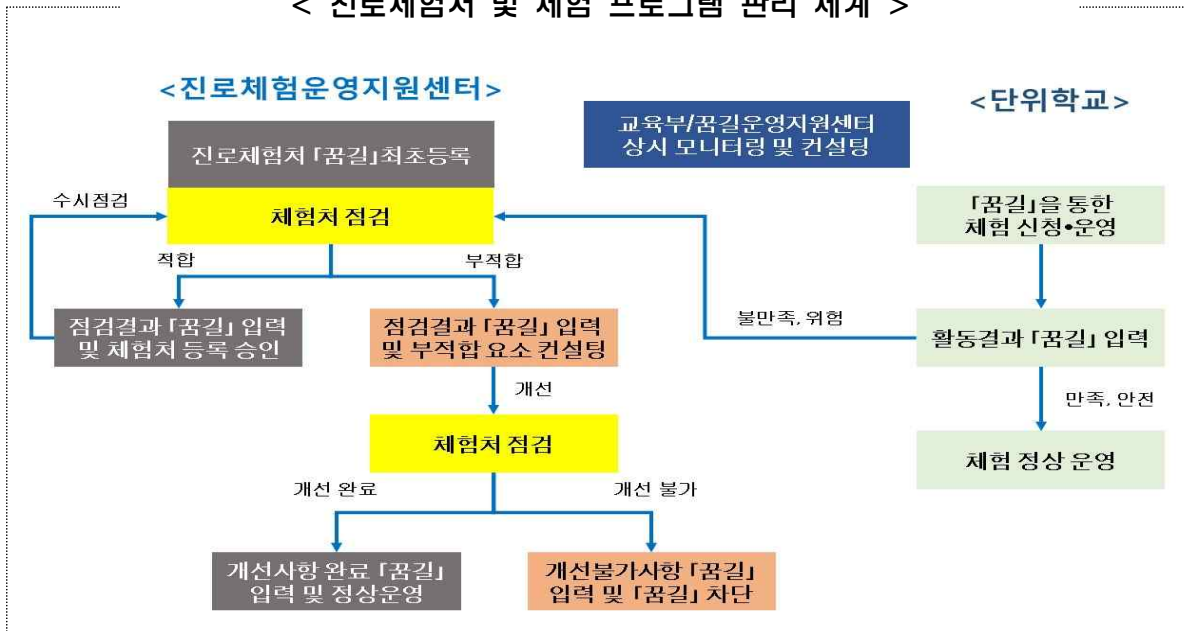 < 진로체험처 및 체험 프로그램 관리 체계 >
<진로체험운영지원센터>
진로체험처 「꿈길」최초등록
수시점검
체험처 점검
적합
부적합
점검결과 「꿈길」 입력
및 체험처 등록 승인
점검결과 「꿈길」 입력
및 부적합 요소 컨설팅
개선
체험처 점검
개선 완료
개선 불가
개선사항 완료 「꿈길」
입력 및 정상운영
개선불가사항 「꿈길」
입력 및 「꿈길」 차단
교육부/꿈길운영지원센터
상시 모니터링 및 컨설팅
<단위학교>
「꿈길」을 통한
체험 신청•운영
불만족, 위험
활동결과 「꿈길」 입력
만족, 안전
체험 정상 운영